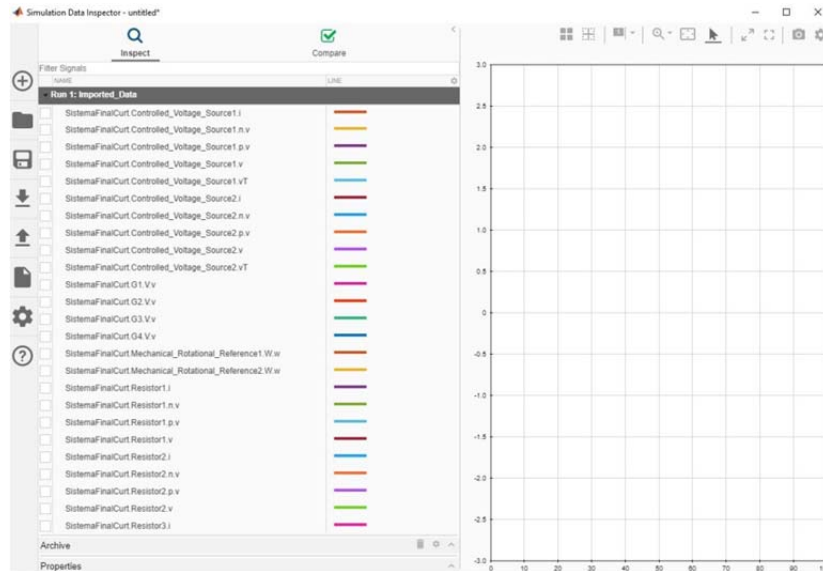 Simulation Data Inspector - untitled*
Inspect
Compare
Filter Signals
NAME
LINE
Run 1: Imported_Data
SistemaFinalCurt.Controlled_Voltage_Source1.i
SistemaFinalCurt.Controlled_Voltage_Source1.n.v
SistemaFinalCurt.Controlled_Voltage_Source1.p.v
SistemaFinalCurt.Controlled_Voltage_Source1.v
SistemaFinalCurt.Controlled_Voltage_Source1.vT
SistemaFinalCurt.Controlled_Voltage_Source2.i
SistemaFinalCurt.Controlled_Voltage_Source2.n.v
SistemaFinalCurt.Controlled_Voltage_Source2.p.v
SistemaFinalCurt.Controlled_Voltage_Source2.v
SistemaFinalCurt.Controlled_Voltage_Source2.vT
SistemaFinalCurt.G1.V.v
SistemaFinalCurt.G2.V.v
SistemaFinalCurt.G3.V.v
SistemaFinalCurt.G4.V.v
SistemaFinalCurt.Mechanical_Rotational_Reference1.W.w
SistemaFinalCurt.Mechanical_Rotational_Reference2.W.w
SistemaFinalCurt.Resistor1.i
SistemaFinalCurt.Resistor1.n.v
SistemaFinalCurt.Resistor1.p.v
SistemaFinalCurt.Resistor1.v
SistemaFinalCurt.Resistor2.i
SistemaFinalCurt.Resistor2.n.v
SistemaFinalCurt.Resistor2.p.v
SistemaFinalCurt.Resistor2.v
SistemaFinalCurt.Resistor3.i
Archive
Properties
3.0
2.5
2.0
1.5
1.0
0.5
0
-0.5
-1.0
-1.5
-2.0
-2.5
-3.0
0 10 20 30 40 50 60 70 80 90